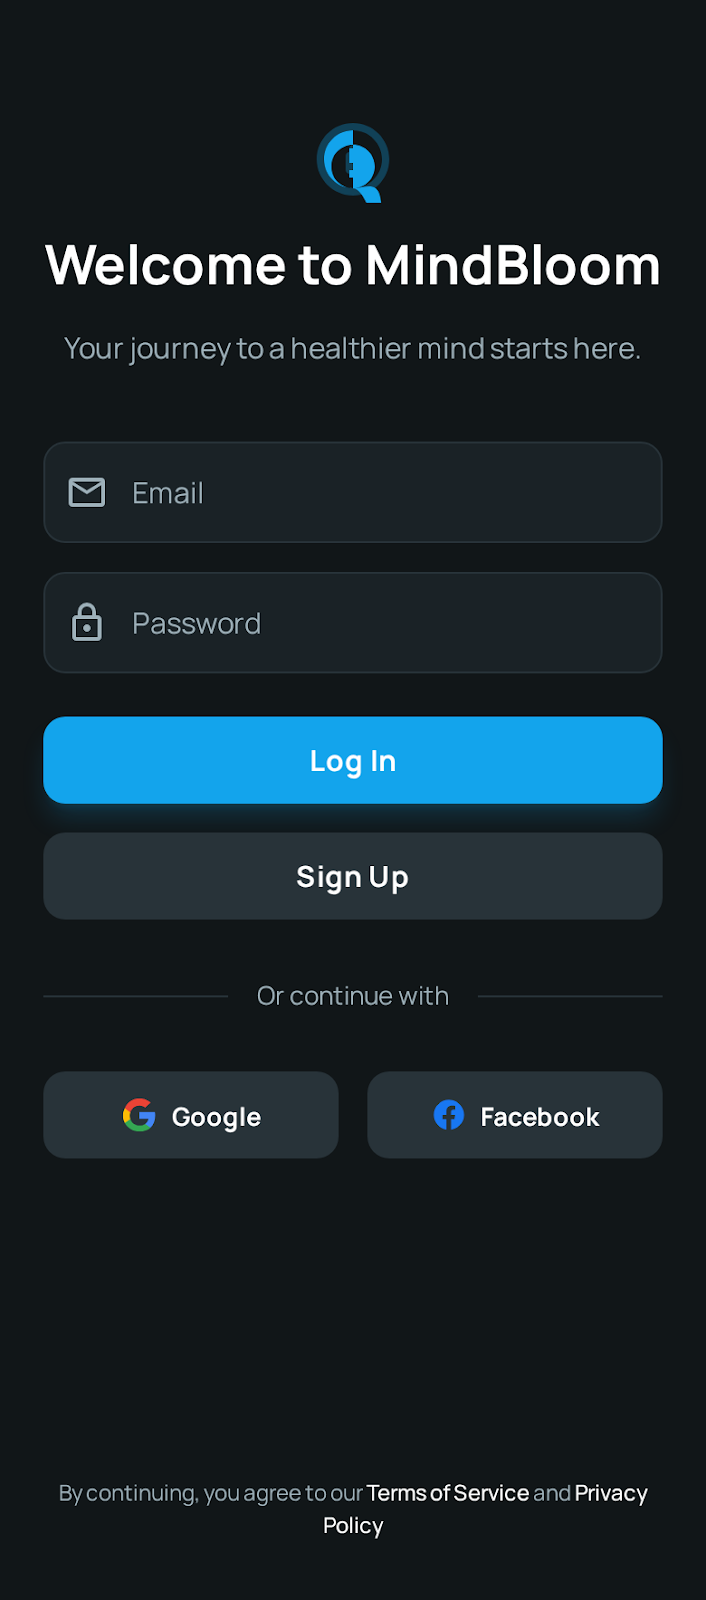 Welcome to MindBloom
Your journey to a healthier mind starts here.
Email
Password
Log In
Sign Up
Or continue with
Google
Facebook
By continuing, you agree to our Terms of Service and Privacy
Policy